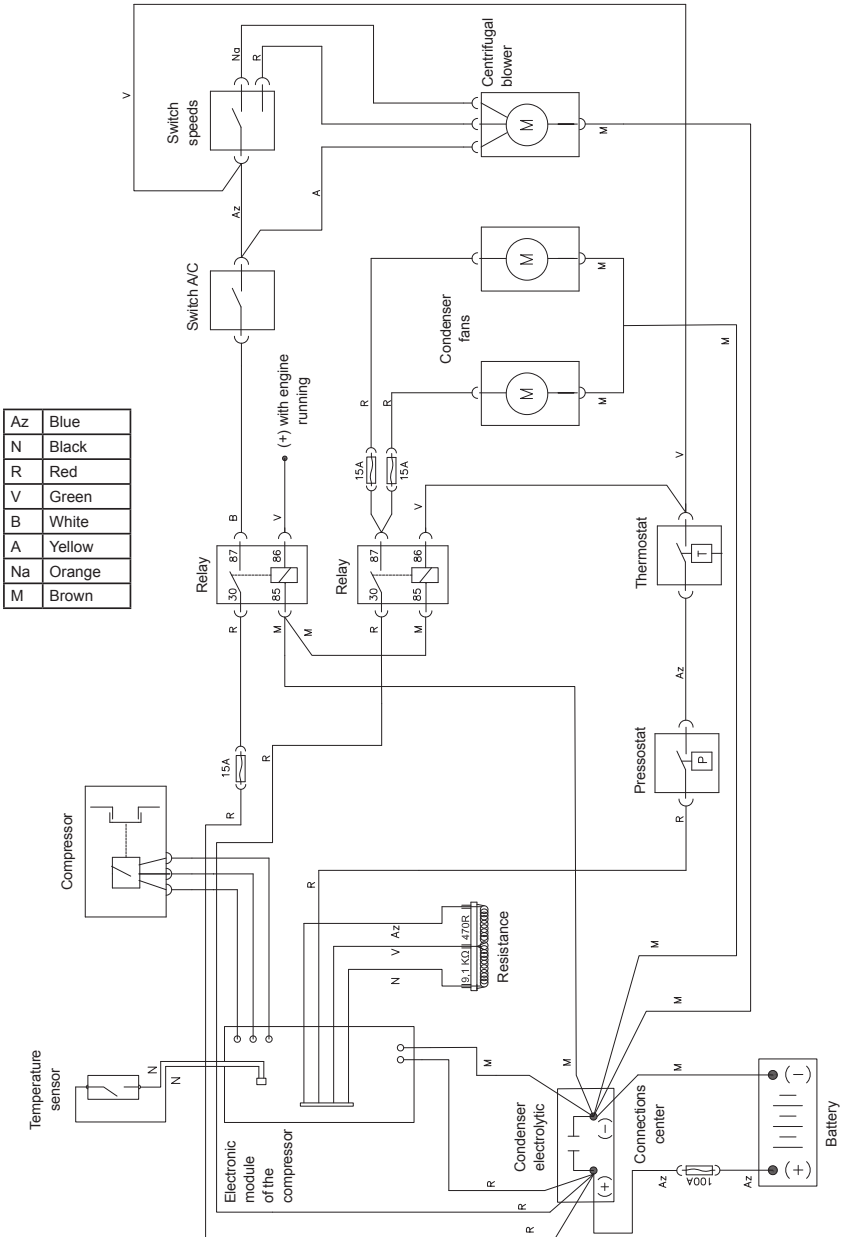 Az Blue
N Black
R Red
V Green
B White
A Yellow
Na Orange
M Brown
V
Na
R
Switch
speeds
Centrifugal
blower
M
M
Az
A
Switch A/C
M
M
Condenser
fans
M
M
M
R
R
15A
15A
(+) with engine
running
B
V
V
V
Relay
87
86
30
85
Relay
87
86
30
85
R
M
M
R
M
Thermostat
T
Az
Pressostat
P
R
15A
R
R
Compressor
R
Az
V
N
9,1 KΩ
470R
Resistance
Temperature
sensor
N
N
Electronic
module
of the
compressor
M
M
M
M
R
R
R
Condenser
electrolytic
(+)
(-)
Connections
center
M
Az
100A
Az
(+)
(-)
Battery